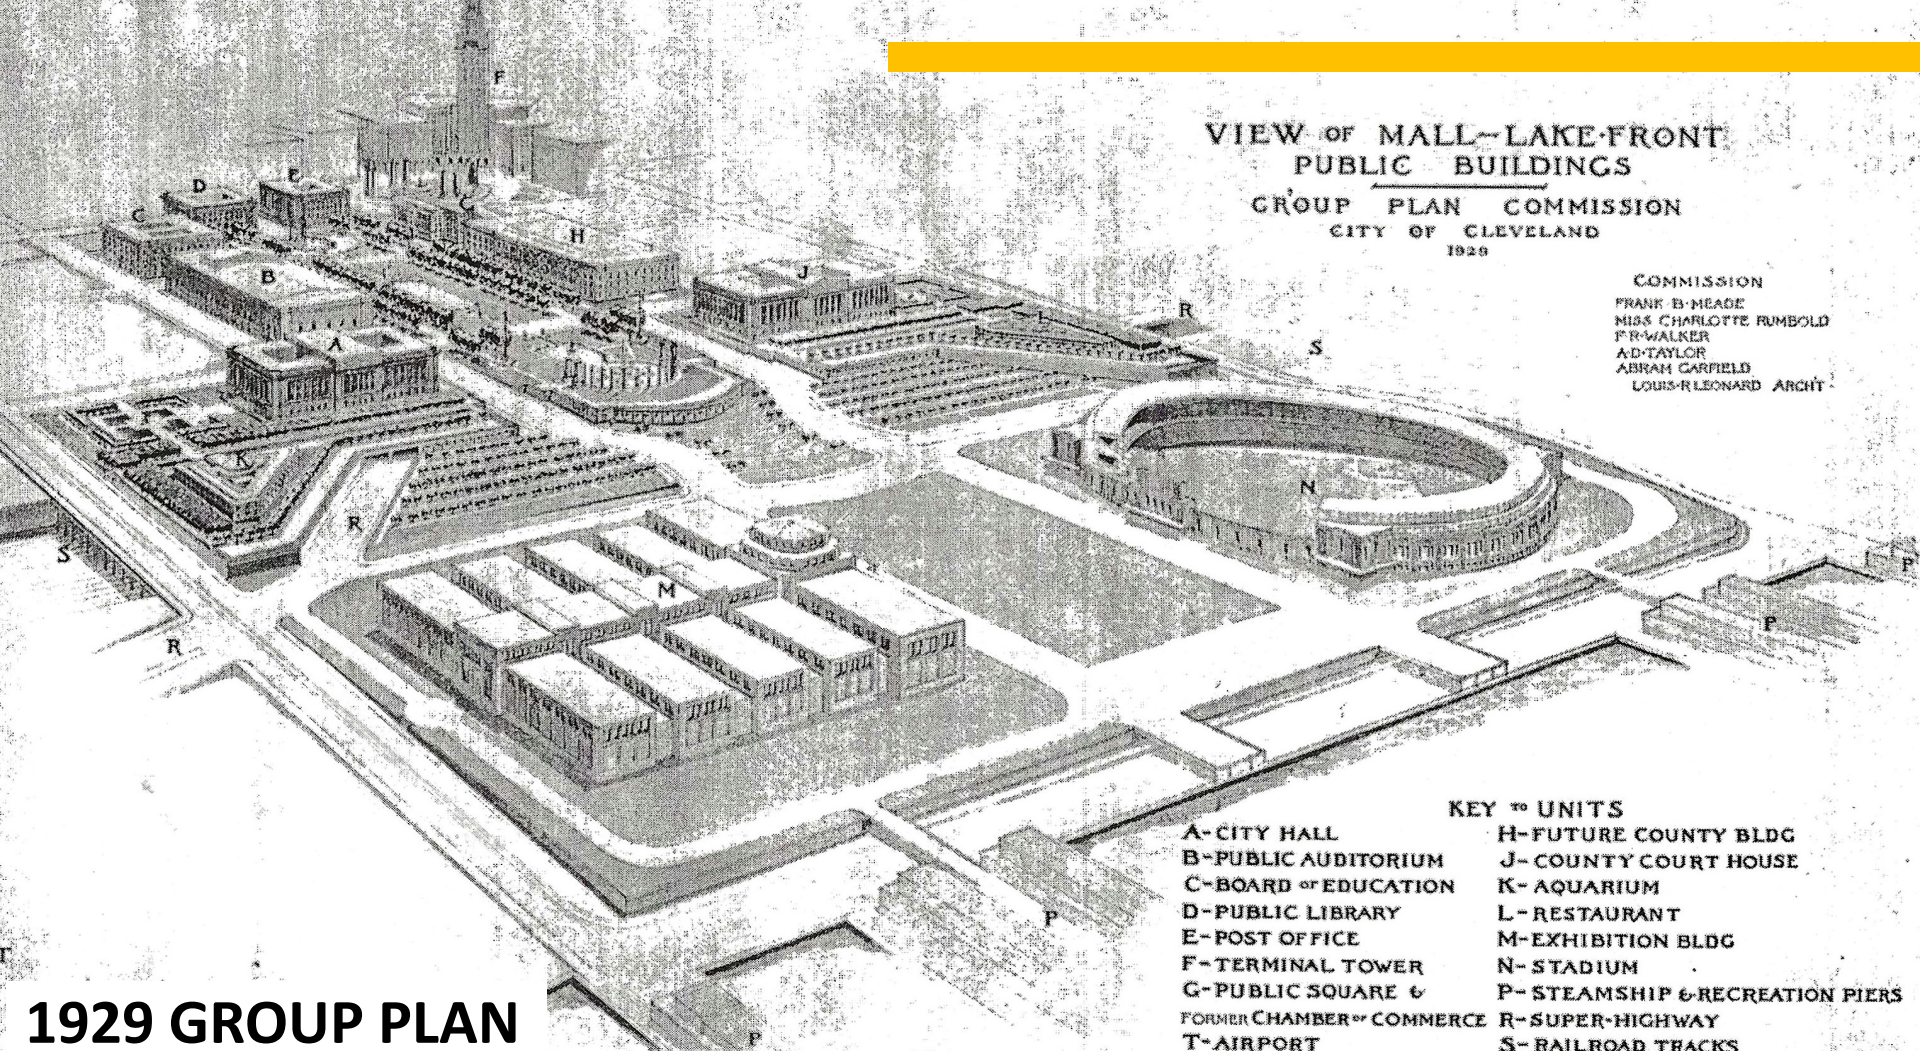 VIEW OF MALL-LAKE-FRONT
PUBLIC BUILDINGS
GROUP PLAN COMMISSION
CITY OF CLEVELAND
1929
COMMISSION
FRANK B. MEADE
MISS CHARLOTTE RUMBOLD
F.R. WALKER
A.D. TAYLOR
ABRAM GARFIELD
LOUIS R LEONARD ARCHT.
F
D
E
C
G
H
B
J
A
L
R
S
K
R
N
S
M
P
P
R
P
T
P
KEY TO UNITS
A-CITY HALL
B-PUBLIC AUDITORIUM
C-BOARD OF EDUCATION
D-PUBLIC LIBRARY
E-POST OFFICE
F-TERMINAL TOWER
G-PUBLIC SQUARE &
FORMER CHAMBER OF COMMERCE
T-AIRPORT
H-FUTURE COUNTY BLDG
J-COUNTY COURT HOUSE
K-AQUARIUM
L-RESTAURANT
M-EXHIBITION BLDG
N-STADIUM
P-STEAMSHIP & RECREATION PIERS
R-SUPER-HIGHWAY
S-RAILROAD TRACKS
1929 GROUP PLAN